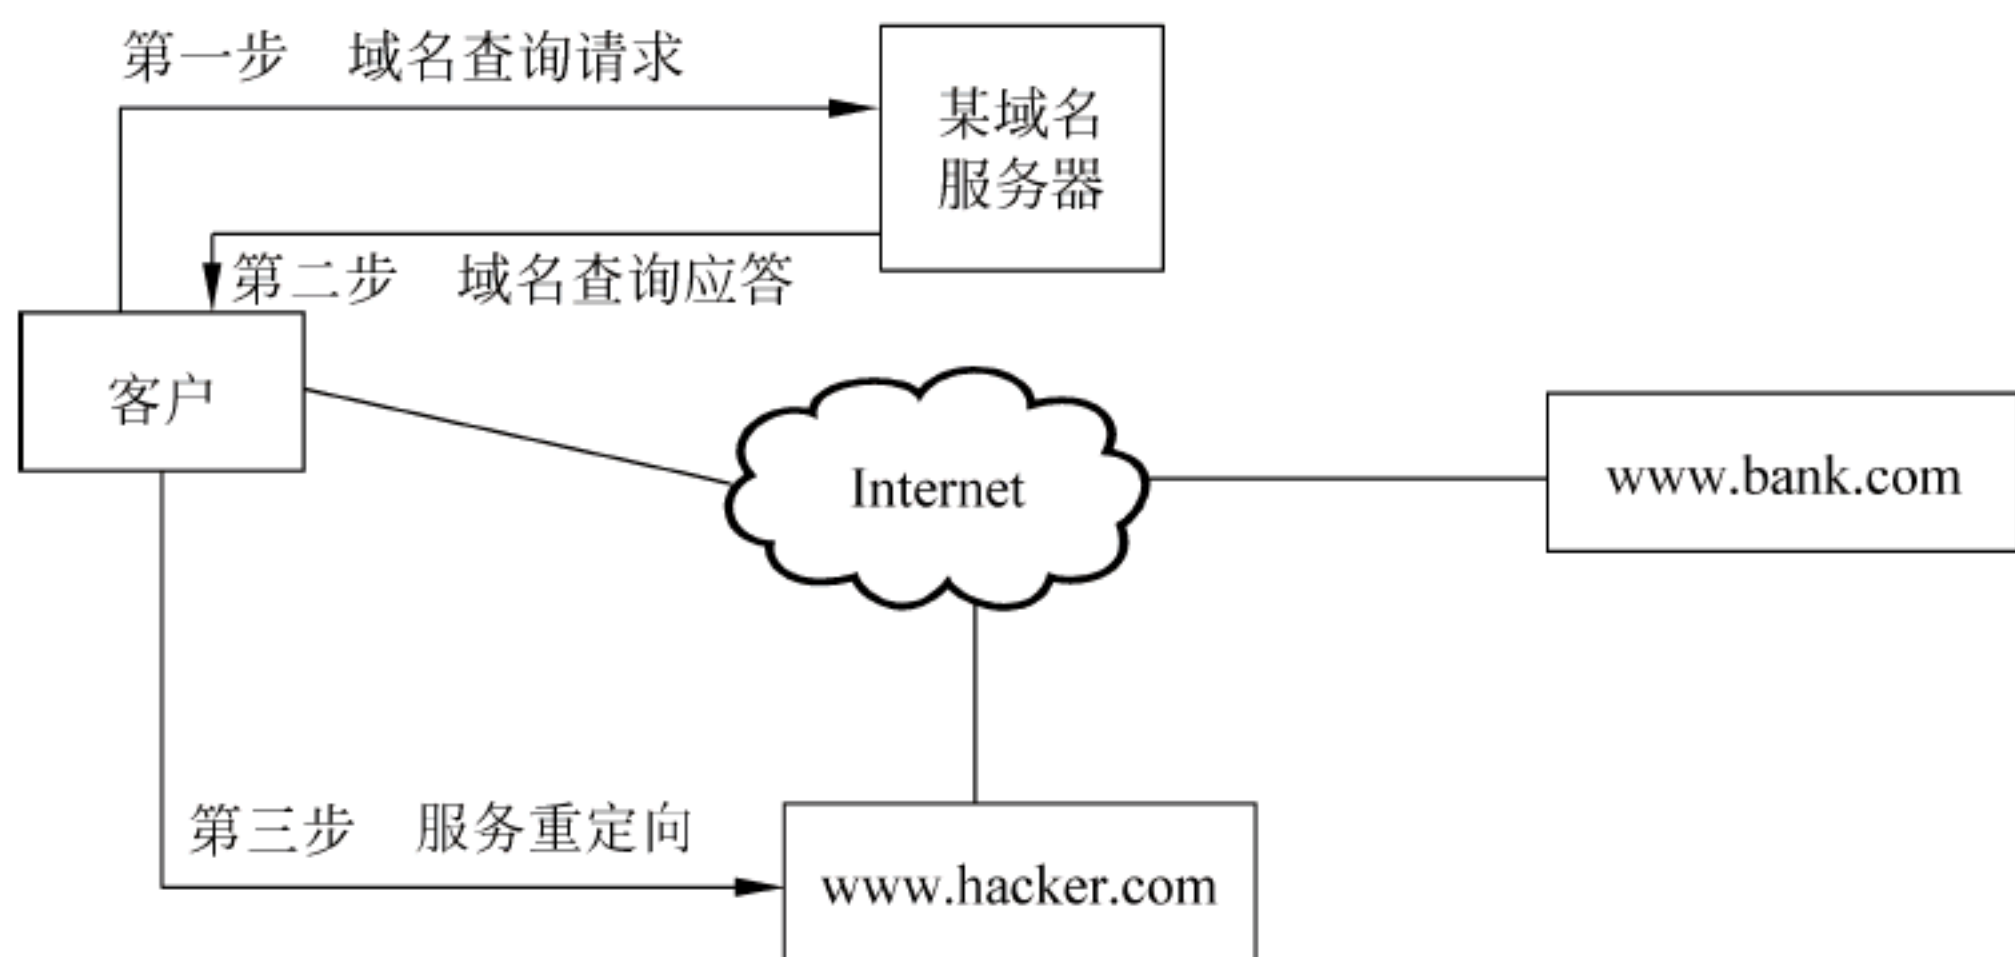 第一步 域名查询请求
某域名
服务器
第二步 域名查询应答
客户
Internet
www.bank.com
第三步 服务重定向
www.hacker.com